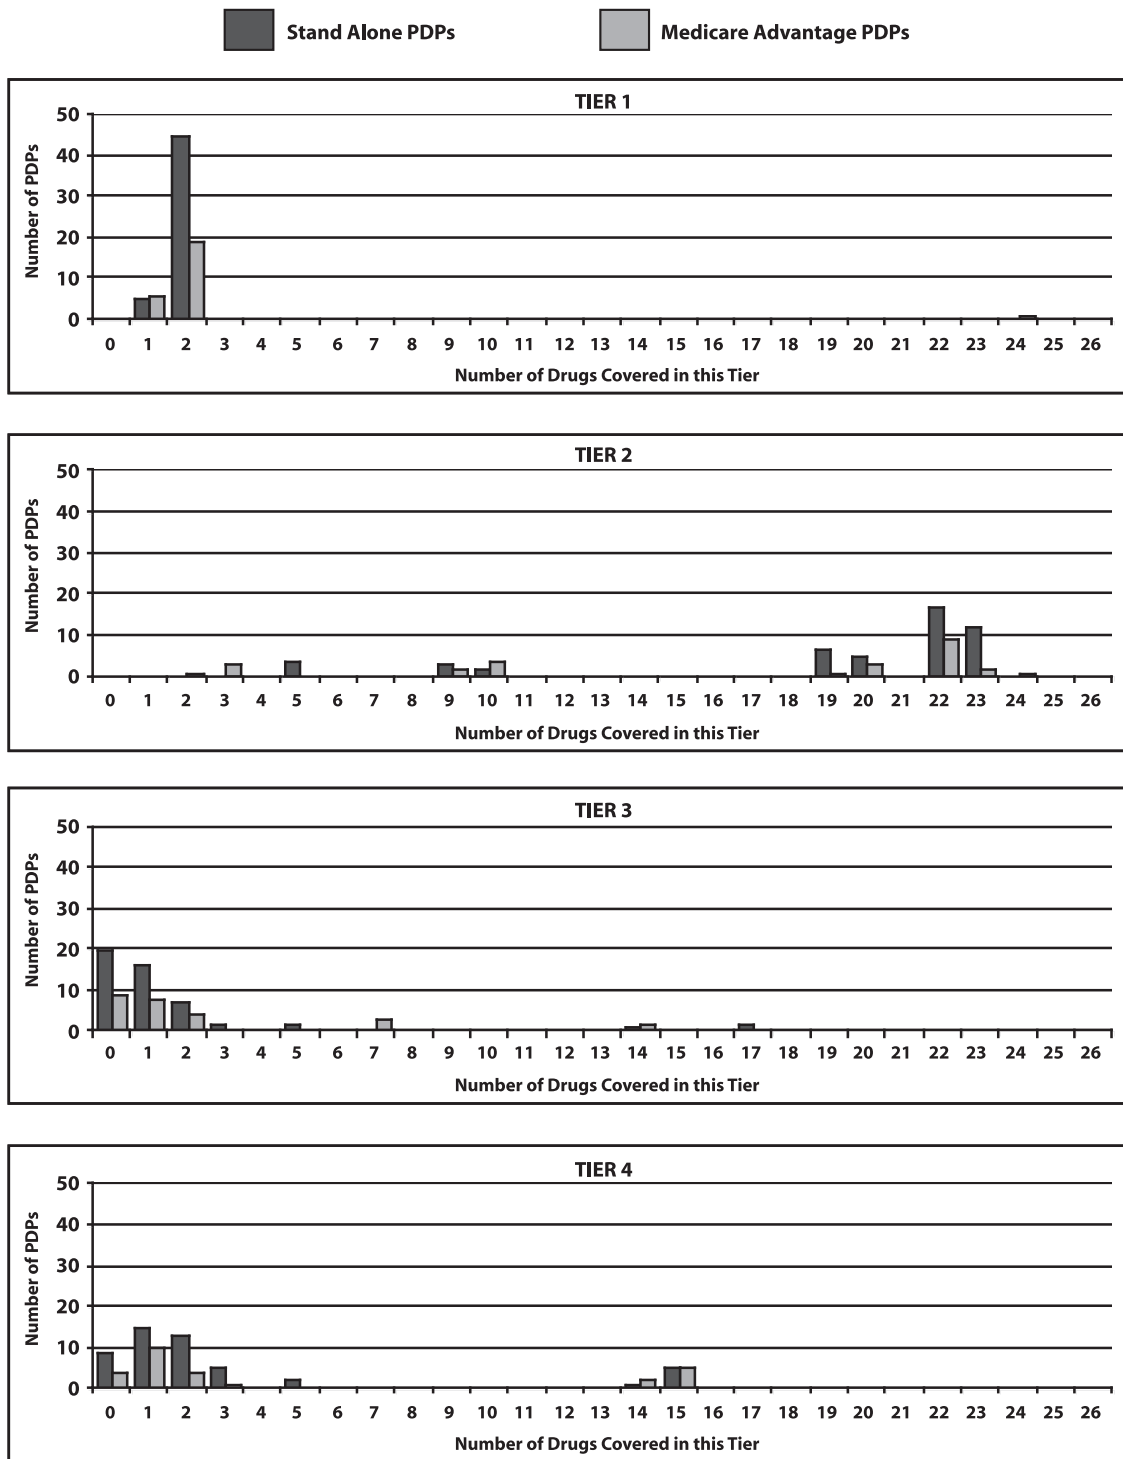 Stand Alone PDPs Medicare Advantage PDPs
TIER 1
Number of PDPs
50
40
30
20
10
0
0 1 2 3 4 5 6 7 8 9 10 11 12 13 14 15 16 17 18 19 20 21 22 23 24 25 26
Number of Drugs Covered in this Tier
TIER 2
Number of PDPs
50
40
30
20
10
0
0 1 2 3 4 5 6 7 8 9 10 11 12 13 14 15 16 17 18 19 20 21 22 23 24 25 26
Number of Drugs Covered in this Tier
TIER 3
Number of PDPs
50
40
30
20
10
0
0 1 2 3 4 5 6 7 8 9 10 11 12 13 14 15 16 17 18 19 20 21 22 23 24 25 26
Number of Drugs Covered in this Tier
TIER 4
Number of PDPs
50
40
30
20
10
0
0 1 2 3 4 5 6 7 8 9 10 11 12 13 14 15 16 17 18 19 20 21 22 23 24 25 26
Number of Drugs Covered in this Tier